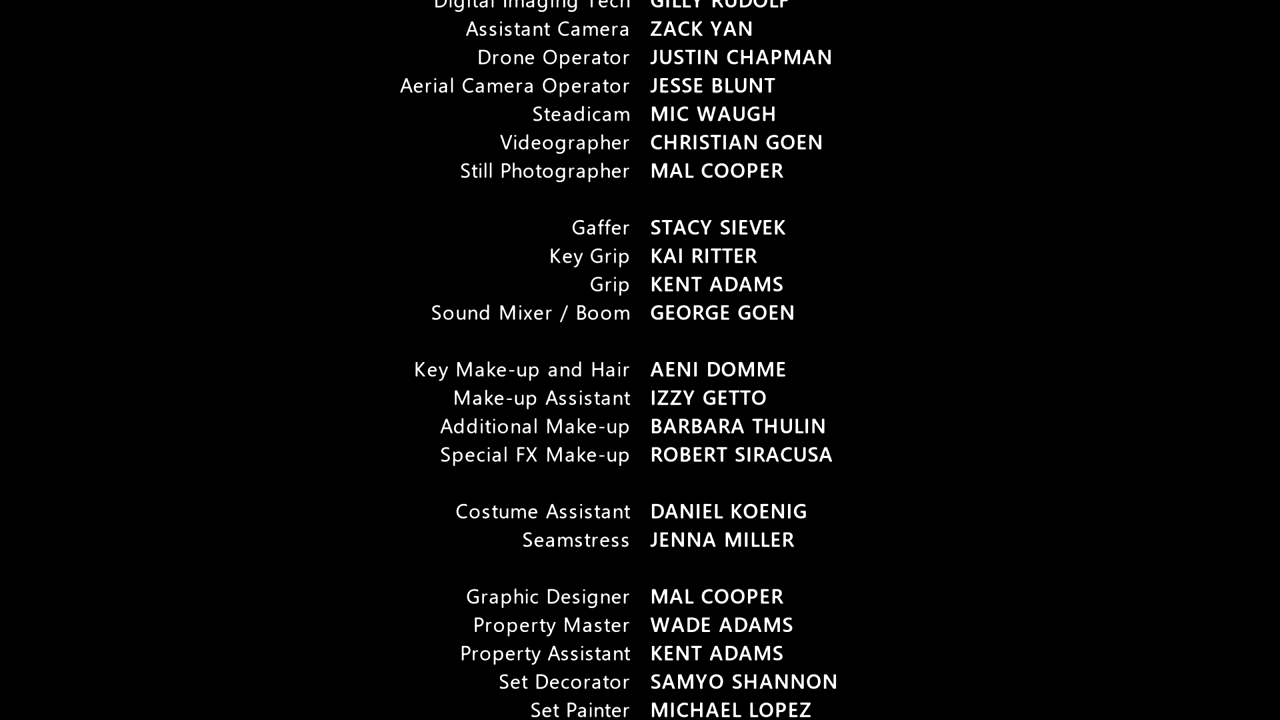 Digital Imaging Tech GILLY RUDOLF
Assistant Camera ZACK YAN
Drone Operator JUSTIN CHAPMAN
Aerial Camera Operator JESSE BLUNT
Steadicam MIC WAUGH
Videographer CHRISTIAN GOEN
Still Photographer MAL COOPER
Gaffer STACY SIEVEK
Key Grip KAI RITTER
Grip KENT ADAMS
Sound Mixer / Boom GEORGE GOEN
Key Make-up and Hair AENI DOMME
Make-up Assistant IZZY GETTO
Additional Make-up BARBARA THULIN
Special FX Make-up ROBERT SIRACUSA
Costume Assistant DANIEL KOENIG
Seamstress JENNA MILLER
Graphic Designer MAL COOPER
Property Master WADE ADAMS
Property Assistant KENT ADAMS
Set Decorator SAMYO SHANNON
Set Painter MICHAEL LOPEZ